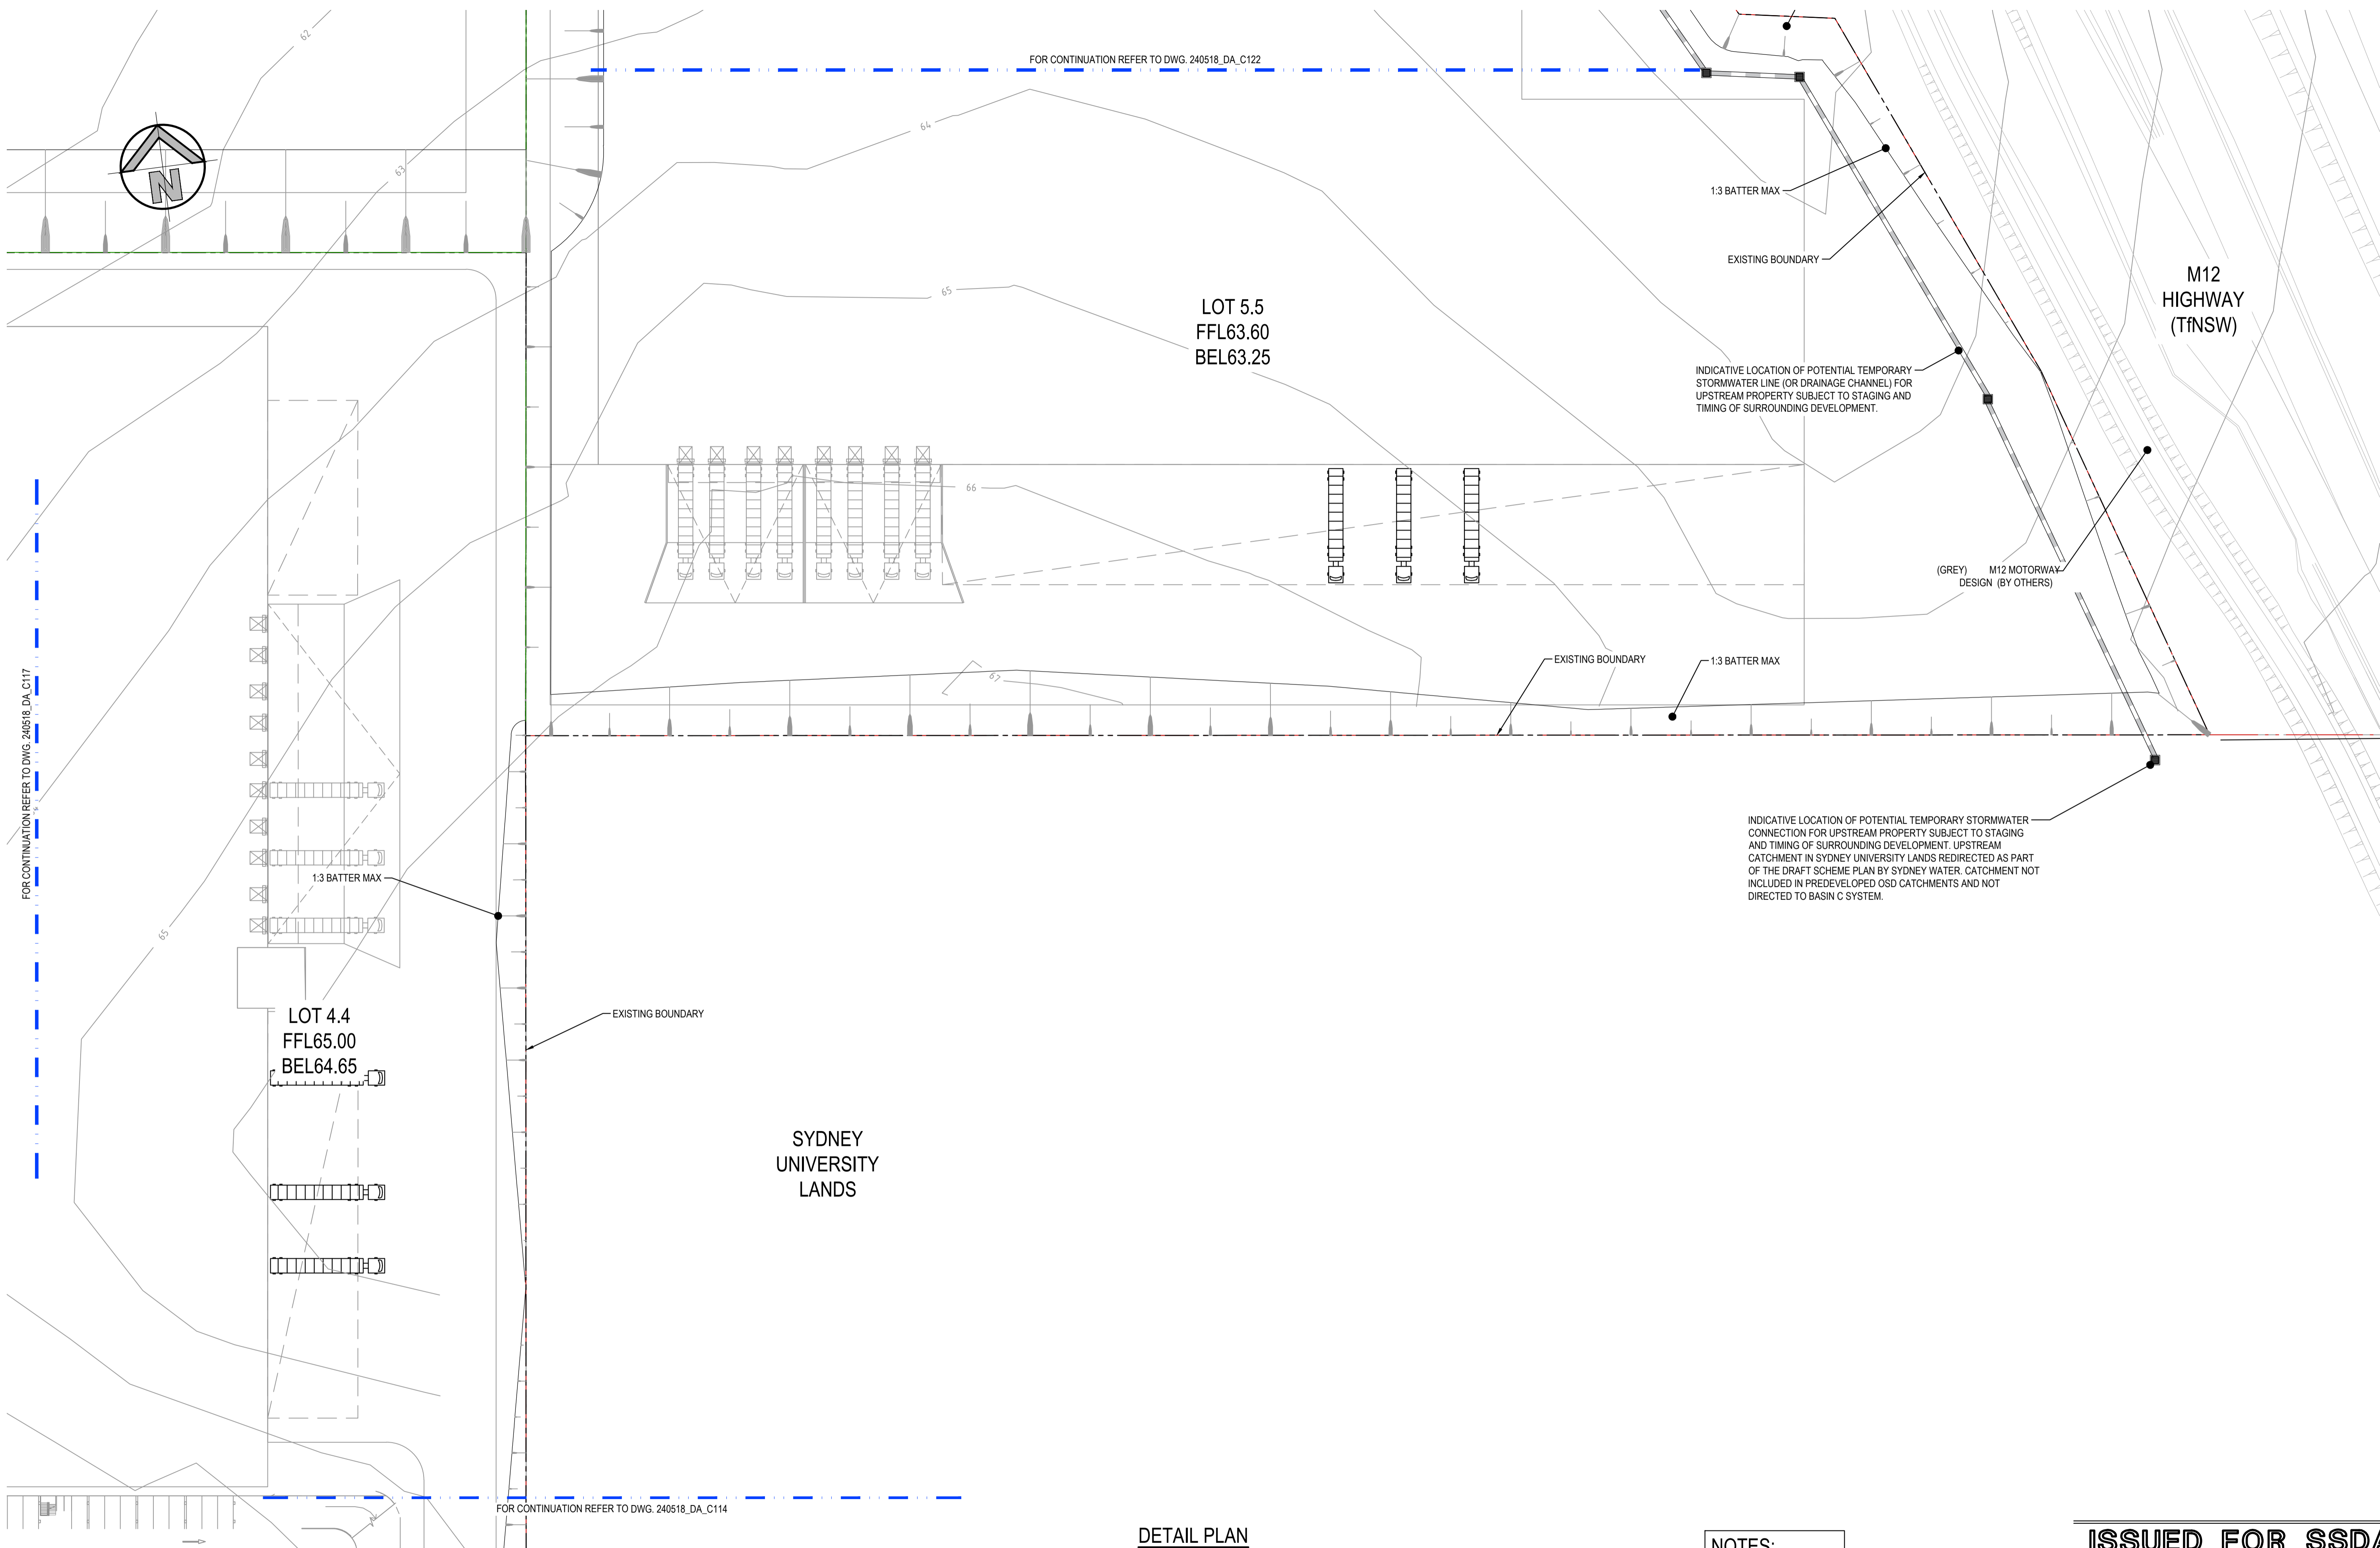 62
FOR CONTINUATION REFER TO DWG. 240518_DA_C122
64
63
N
1:3 BATTER MAX
EXISTING BOUNDARY
M12
HIGHWAY
(TfNSW)
65
LOT 5.5
FFL63.60
BEL63.25
INDICATIVE LOCATION OF POTENTIAL TEMPORARY
STORMWATER LINE (OR DRAINAGE CHANNEL) FOR
UPSTREAM PROPERTY SUBJECT TO STAGING AND
TIMING OF SURROUNDING DEVELOPMENT.
66
(GREY) M12 MOTORWAY
DESIGN (BY OTHERS)
EXISTING BOUNDARY
1:3 BATTER MAX
67
FOR CONTINUATION REFER TO DWG. 240518_DA_C117
INDICATIVE LOCATION OF POTENTIAL TEMPORARY STORMWATER
CONNECTION FOR UPSTREAM PROPERTY SUBJECT TO STAGING
AND TIMING OF SURROUNDING DEVELOPMENT. UPSTREAM
CATCHMENT IN SYDNEY UNIVERSITY LANDS REDIRECTED AS PART
OF THE DRAFT SCHEME PLAN BY SYDNEY WATER. CATCHMENT NOT
INCLUDED IN PREDEVELOPED OSD CATCHMENTS AND NOT
DIRECTED TO BASIN C SYSTEM.
1:3 BATTER MAX
65
LOT 4.4
FFL65.00
BEL64.65
EXISTING BOUNDARY
SYDNEY
UNIVERSITY
LANDS
FOR CONTINUATION REFER TO DWG. 240518_DA_C114
DETAIL PLAN
NOTES:
ISSUED FOR SSDA